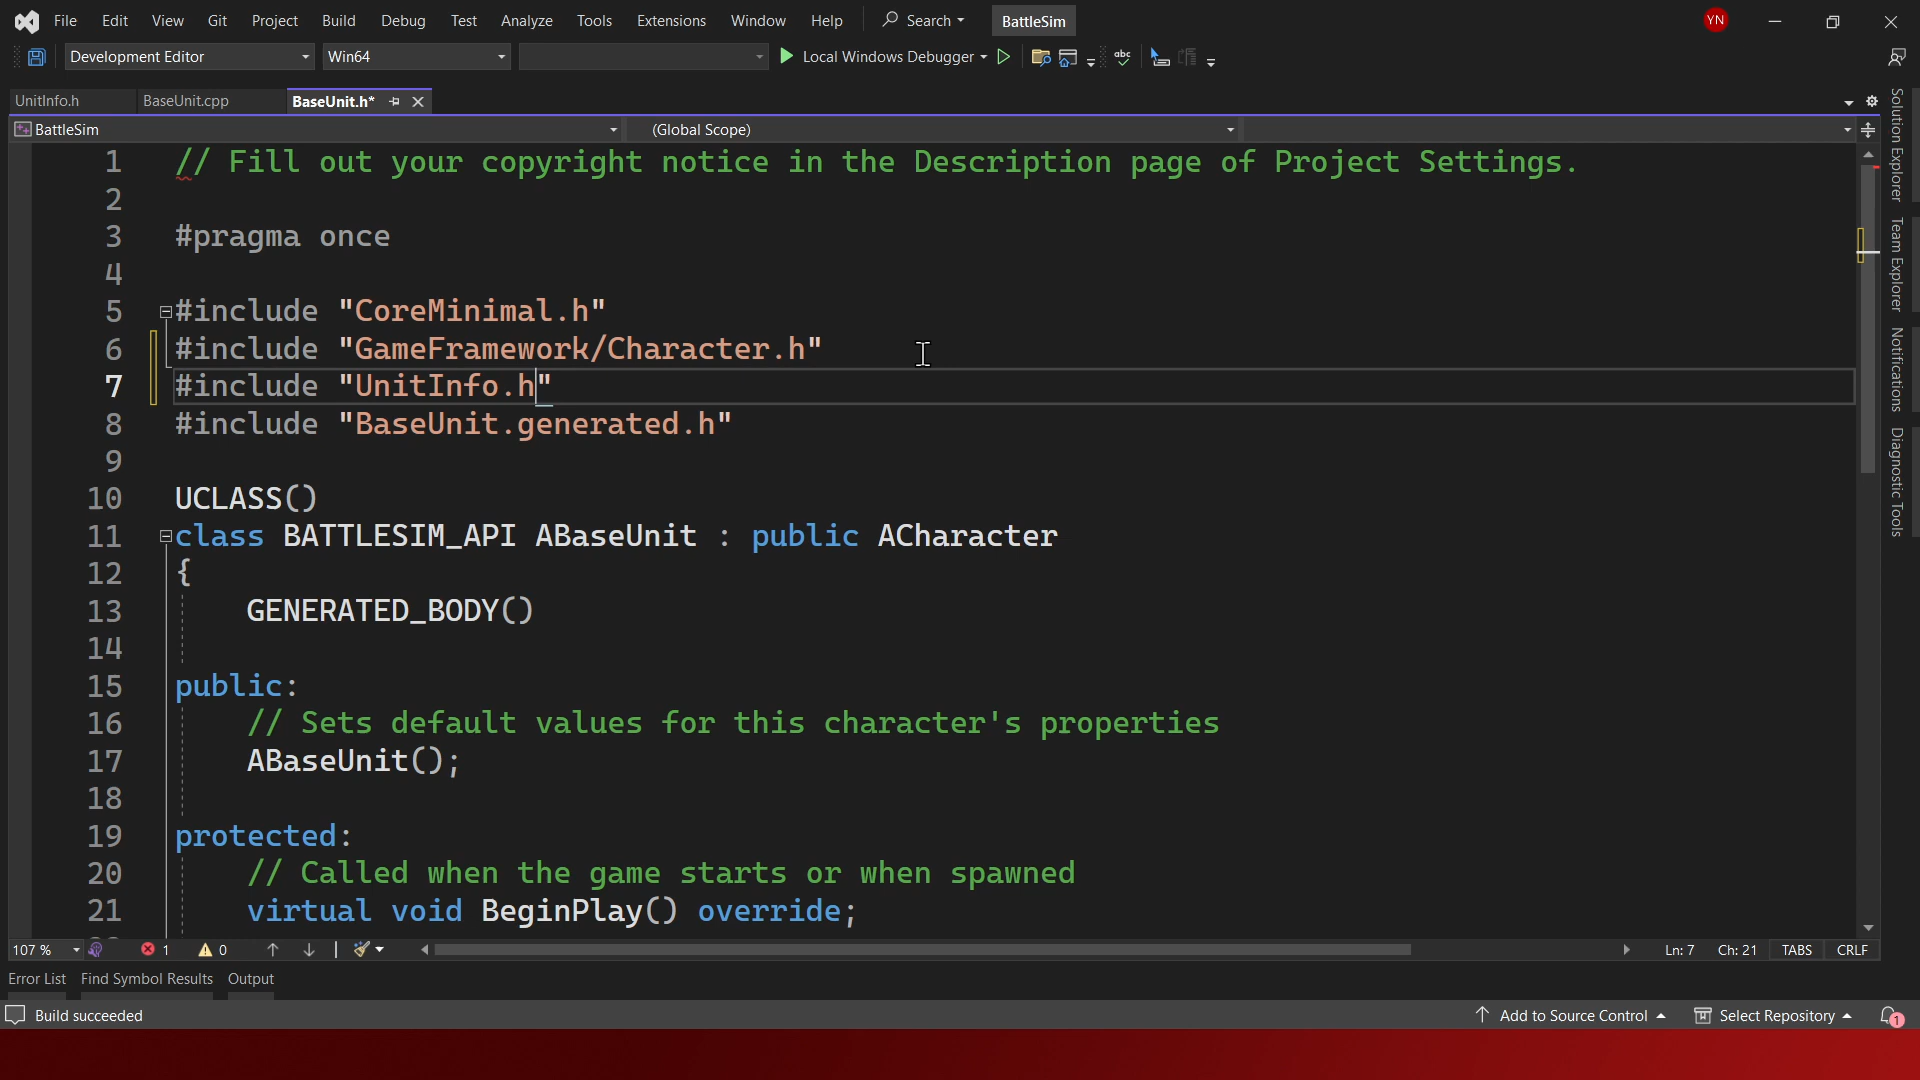 File Edit View Git Project Build Debug Test Analyze Tools Extensions Window Help Search BattleSim YN
Development Editor Win64 Local Windows Debugger
UnitInfo.h BaseUnit.cpp BaseUnit.h*
BattleSim (Global Scope)
1 // Fill out your copyright notice in the Description page of Project Settings.
2
3 #pragma once
4
5 #include "CoreMinimal.h"
6 #include "GameFramework/Character.h"
7 #include "UnitInfo.h"
8 #include "BaseUnit.generated.h"
9
10 UCLASS()
11 class BATTLESIM_API ABaseUnit : public ACharacter
12 {
13 GENERATED_BODY()
14
15 public:
16 // Sets default values for this character's properties
17 ABaseUnit();
18
19 protected:
20 // Called when the game starts or when spawned
21 virtual void BeginPlay() override;
Solution Explorer
Team Explorer
Notifications
Diagnostic Tools
107 % 1 0 Ln: 7 Ch: 21 TABS CRLF
Error List Find Symbol Results Output
Build succeeded Add to Source Control Select Repository 1